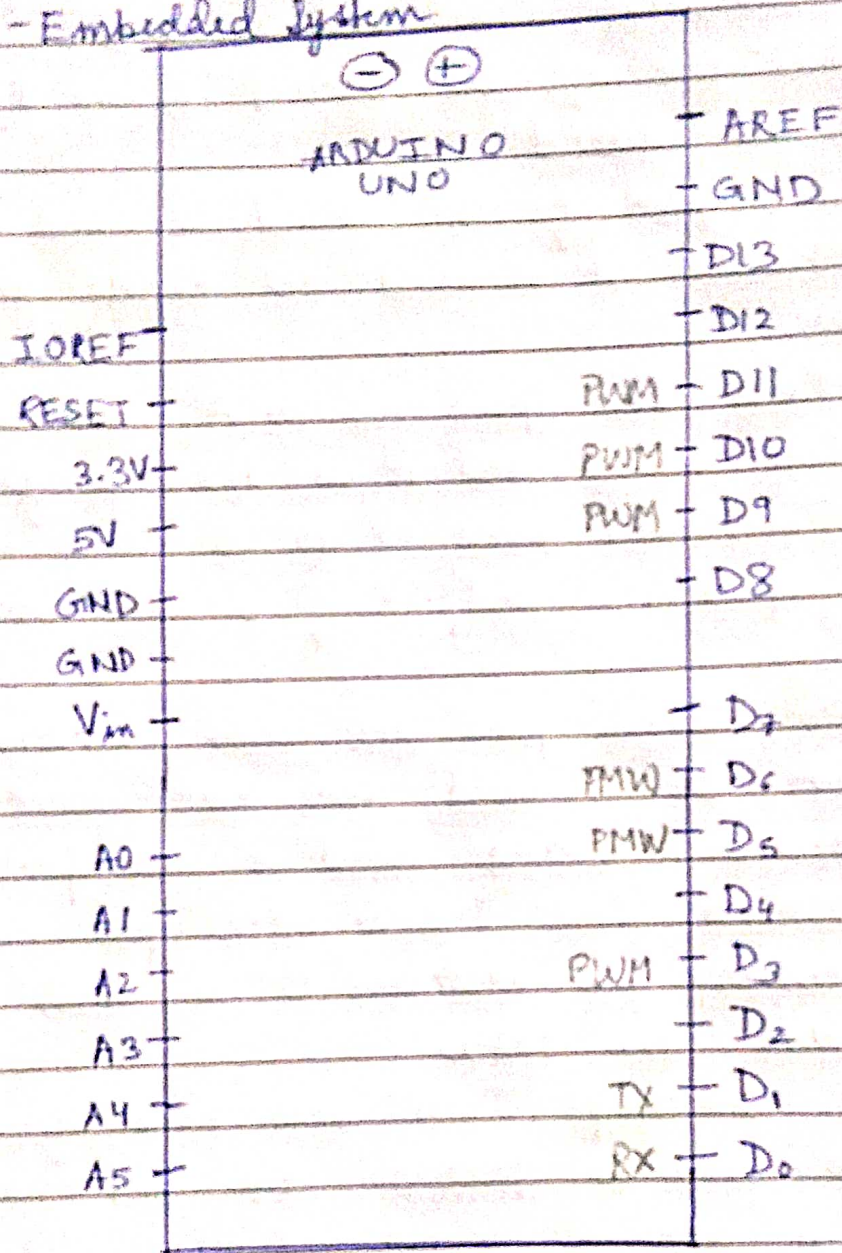 - Embedded System
- +
ARDUINO
UNO
AREF
GND
D13
D12
IOREF
PWM D11
RESET
PWM D10
3.3V
PWM D9
5V
D8
GND
GND
Vin
D7
PMW D6
PMW D5
A0
D4
A1
PWM D3
A2
D2
A3
TX D1
A4
RX D0
A5